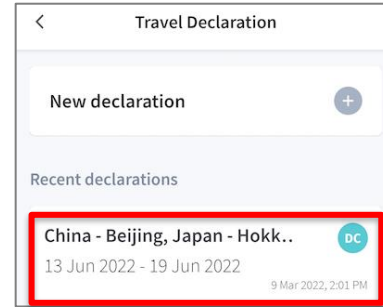 Travel Declaration
New declaration
Recent declarations
China - Beijing, Japan - Hokk..
DC
13 Jun 2022 - 19 Jun 2022
9 Mar 2022, 2:01 PM